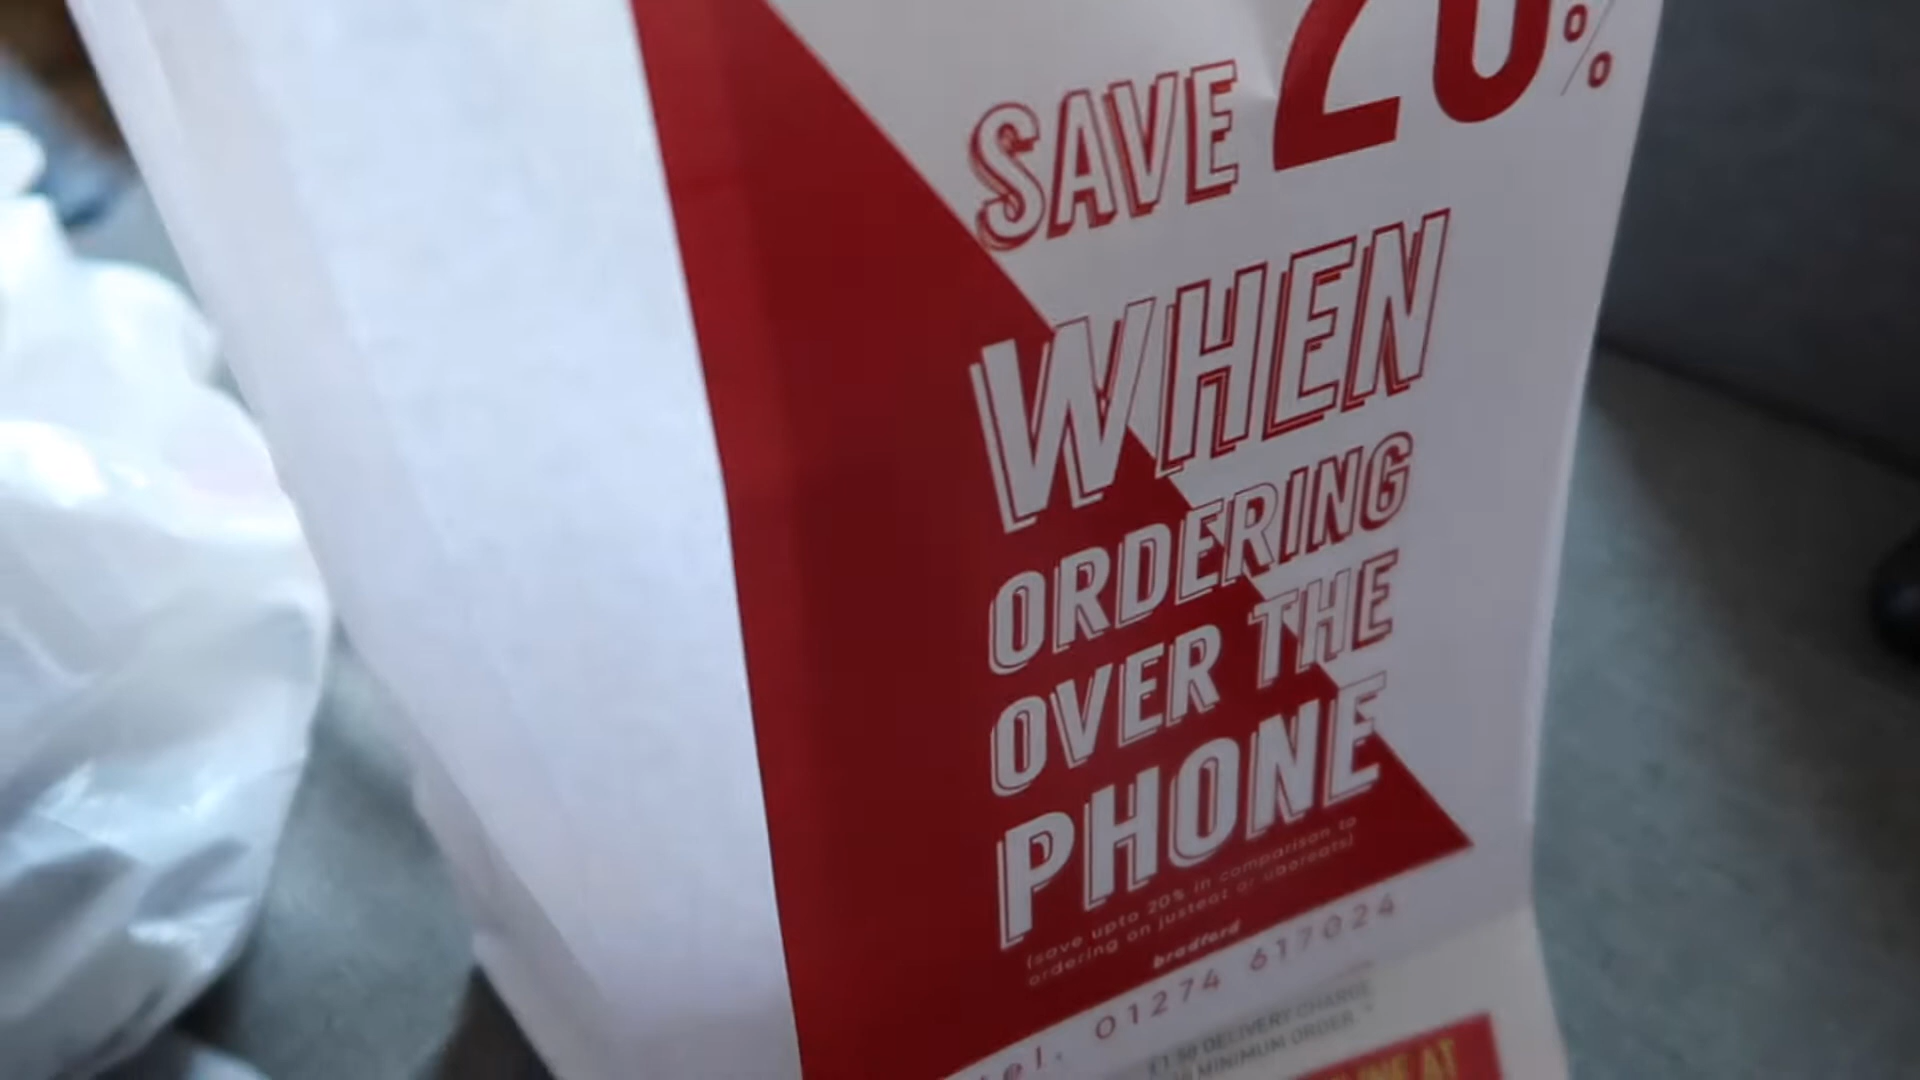 SAVE 20%
WHEN
ORDERING
OVER THE
PHONE
(save upto 20% in comparison to
ordering on justeat or ubereats)
bradford
tel. 01274 617024
£1.50 DELIVERY CHARGE
MINIMUM ORDER
AT